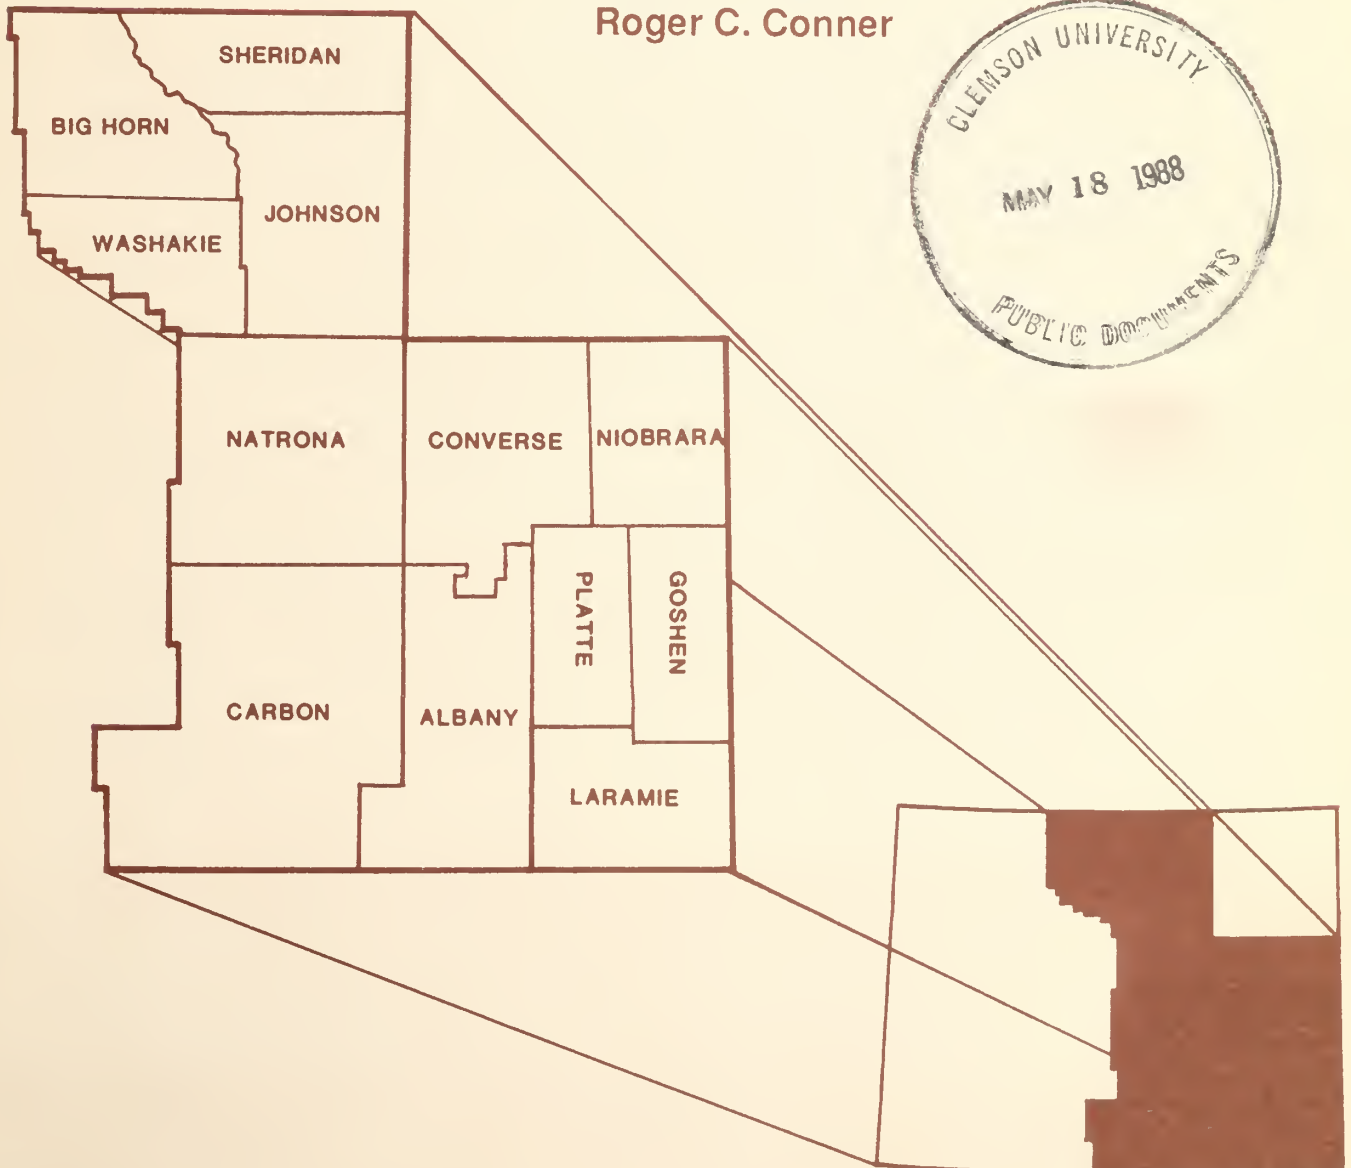 Roger C. Conner
CLEMSON UNIVERSITY
MAY 18 1988
PUBLIC DOCUMENTS
SHERIDAN
BIG HORN
JOHNSON
WASHAKIE
NATRONA
CONVERSE
NIOBRARA
PLATTE
GOSHEN
CARBON
ALBANY
LARAMIE